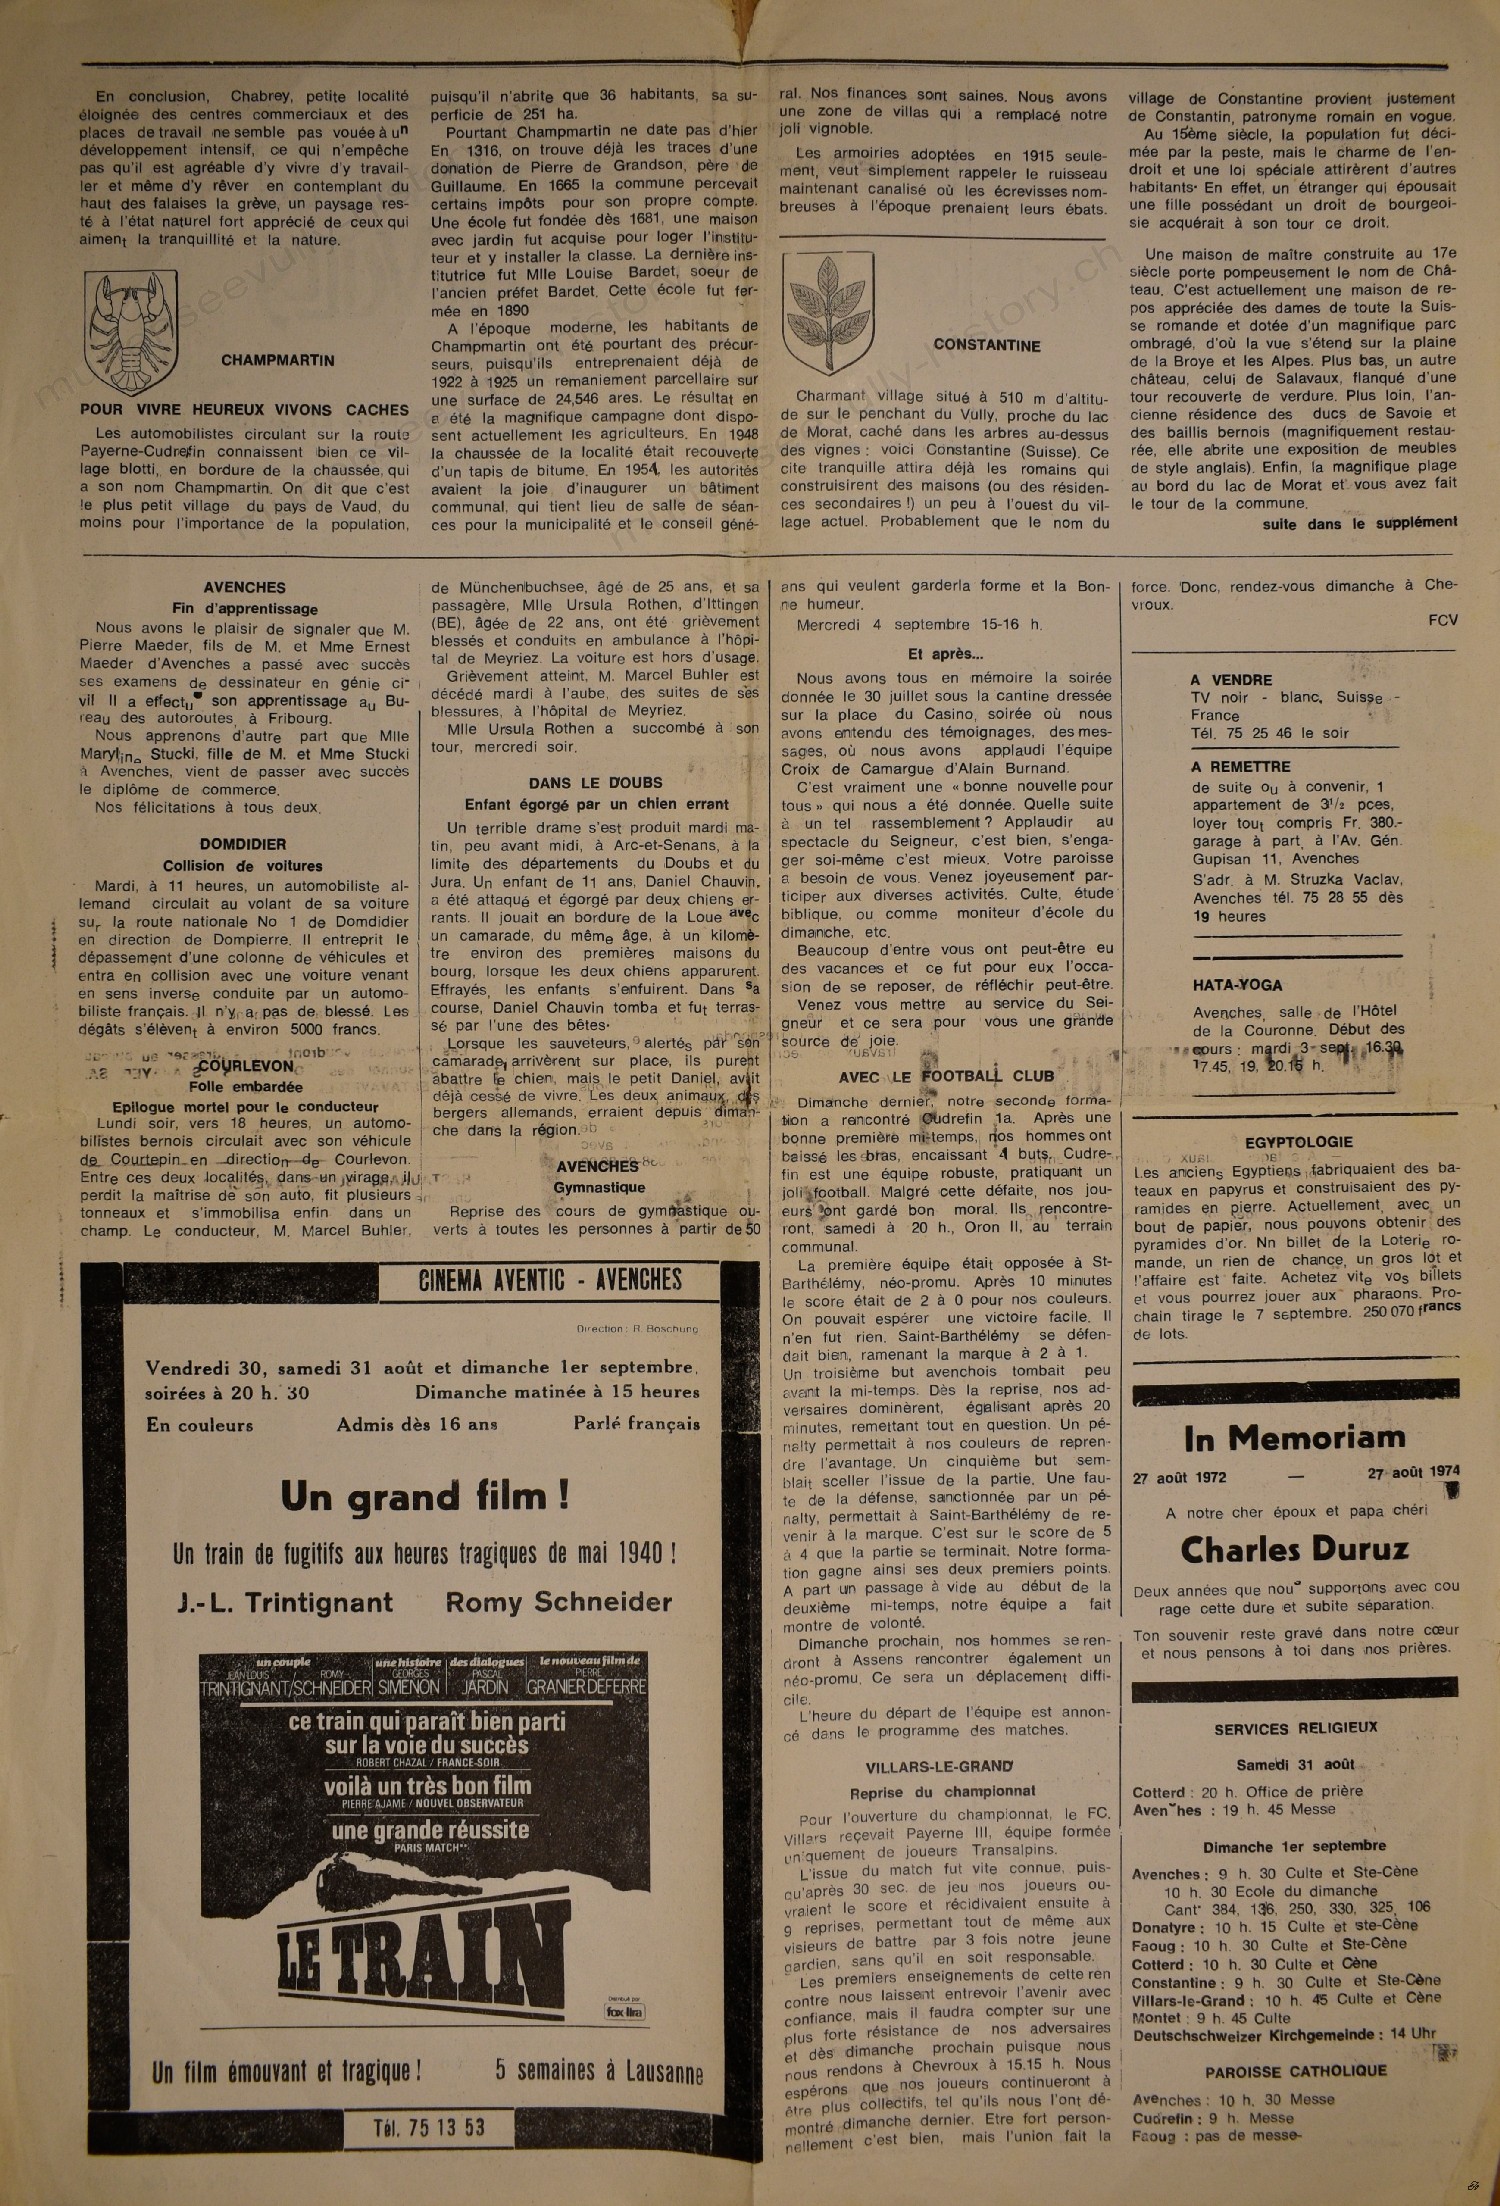 En conclusion, Chabrey, petite localité
éloignée des centres commerciaux et des
places de travail ne semble pas vouée à un
développement intensif, ce qui n'empêche
pas qu'il est agréable d'y vivre d'y travail-
ler et même d'y rêver en contemplant du
haut des falaises la grève, un paysage res-
té à l'état naturel fort apprécié de ceux qui
aiment la tranquillité et la nature.
CHAMPMARTIN
POUR VIVRE HEUREUX VIVONS CACHES
Les automobilistes circulant sur la route
Payerne-Cudrefin connaissent bien ce vil-
lage blotti, en bordure de la chaussée, qui
a son nom Champmartin. On dit que c'est
le plus petit village du pays de Vaud, du
moins pour l'importance de la population,
puisqu'il n'abrite que 36 habitants, sa su-
perficie de 251 ha.
Pourtant Champmartin ne date pas d'hier
En 1316, on trouve déjà les traces d'une
donation de Pierre de Grandson, père de
Guillaume. En 1665 la commune percevait
certains impôts pour son propre compte.
Une école fut fondée dès 1681, une maison
avec jardin fut acquise pour loger l'institu-
teur et y installer la classe. La dernière ins-
titutrice fut Mlle Louise Bardet, soeur de
l'ancien préfet Bardet. Cette école fut fer-
mée en 1890
A l'époque moderne, les habitants de
Champmartin ont été pourtant des précur-
seurs, puisqu'ils entreprenaient déjà de
1922 à 1925 un remaniement parcellaire sur
une surface de 24,546 ares. Le résultat en
a été la magnifique campagne dont dispo-
sent actuellement les agriculteurs. En 1948
la chaussée de la localité était recouverte
d'un tapis de bitume. En 1954, les autorités
avaient la joie d'inaugurer un bâtiment
communal, qui tient lieu de salle de séan-
ces pour la municipalité et le conseil géné-
ral. Nos finances sont saines. Nous avons
une zone de villas qui a remplacé notre
joli vignoble.
Les armoiries adoptées en 1915 seule-
ment, veut simplement rappeler le ruisseau
maintenant canalisé où les écrevisses nom-
breuses à l'époque prenaient leurs ébats.
CONSTANTINE
Charmant village situé à 510 m d'altitu-
de sur le penchant du Vully, proche du lac
de Morat, caché dans les arbres au-dessus
des vignes : voici Constantine (Suisse). Ce
cite tranquille attira déjà les romains qui
construisirent des maisons (ou des résiden-
ces secondaires !) un peu à l'ouest du vil-
lage actuel. Probablement que le nom du
village de Constantine provient justement
de Constantin, patronyme romain en vogue.
Au 15ème siècle, la population fut déci-
mée par la peste, mais le charme de l'en-
droit et une loi spéciale attirèrent d'autres
habitants. En effet, un étranger qui épousait
une fille possédant un droit de bourgeoi-
sie acquérait à son tour ce droit.
Une maison de maître construite au 17e
siècle porte pompeusement le nom de Châ-
teau. C'est actuellement une maison de re-
pos appréciée des dames de toute la Suis-
se romande et dotée d'un magnifique parc
ombragé, d'où la vue s'étend sur la plaine
de la Broye et les Alpes. Plus bas, un autre
château, celui de Salavaux, flanqué d'une
tour recouverte de verdure. Plus loin, l'an-
cienne résidence des ducs de Savoie et
des baillis bernois (magnifiquement restau-
rée, elle abrite une exposition de meubles
de style anglais). Enfin, la magnifique plage
au bord du lac de Morat et vous avez fait
le tour de la commune.
suite dans le supplément
AVENCHES
Fin d'apprentissage
Nous avons le plaisir de signaler que M.
Pierre Maeder, fils de M. et Mme Ernest
Maeder d'Avenches a passé avec succès
ses examens de dessinateur en génie ci-
vil Il a effectué son apprentissage au Bu-
reau des autoroutes à Fribourg.
Nous apprenons d'autre part que Mlle
Maryline Stucki, fille de M. et Mme Stucki
à Avenches, vient de passer avec succès
le diplôme de commerce.
Nos félicitations à tous deux.
DOMDIDIER
Collision de voitures
Mardi, à 11 heures, un automobiliste al-
lemand circulait au volant de sa voiture
sur la route nationale No 1 de Domdidier
en direction de Dompierre. Il entreprit le
dépassement d'une colonne de véhicules et
entra en collision avec une voiture venant
en sens inverse conduite par un automo-
biliste français. Il n'y a pas de blessé. Les
dégâts s'élèvent à environ 5000 francs.
COURLEVON
Folle embardée
Epilogue mortel pour le conducteur
Lundi soir, vers 18 heures, un automo-
bilistes bernois circulait avec son véhicule
de Courtepin en direction de Courlevon.
Entre ces deux localités, dans un virage, il
perdit la maîtrise de son auto, fit plusieurs
tonneaux et s'immobilisa enfin dans un
champ. Le conducteur, M. Marcel Buhler,
de Münchenbuchsee, âgé de 25 ans, et sa
passagère, Mlle Ursula Rothen, d'Ittingen
(BE), âgée de 22 ans, ont été grièvement
blessés et conduits en ambulance à l'hôpi-
tal de Meyriez. La voiture est hors d'usage.
Grièvement atteint, M. Marcel Buhler est
décédé mardi à l'aube, des suites de ses
blessures, à l'hôpital de Meyriez.
Mlle Ursula Rothen a succombé à son
tour, mercredi soir.
DANS LE DOUBS
Enfant égorgé par un chien errant
Un terrible drame s'est produit mardi ma-
tin, peu avant midi, à Arc-et-Senans, à la
limite des départements du Doubs et du
Jura. Un enfant de 11 ans, Daniel Chauvin,
a été attaqué et égorgé par deux chiens er-
rants. Il jouait en bordure de la Loue avec
un camarade, du même âge, à un kilomè-
tre environ des premières maisons du
bourg, lorsque les deux chiens apparurent.
Effrayés, les enfants s'enfuirent. Dans sa
course, Daniel Chauvin tomba et fut terras-
sé par l'une des bêtes.
Lorsque les sauveteurs, alertés par son
camarade, arrivèrent sur place, ils purent
abattre le chien, mais le petit Daniel, avait
déjà cessé de vivre. Les deux animaux, des
bergers allemands, erraient depuis diman-
che dans la région.
AVENCHES
Gymnastique
Reprise des cours de gymnastique ou-
verts à toutes les personnes à partir de 50
ans qui veulent garderla forme et la Bon-
ne humeur.
Mercredi 4 septembre 15-16 h.
Et après...
Nous avons tous en mémoire la soirée
donnée le 30 juillet sous la cantine dressée
sur la place du Casino, soirée où nous
avons entendu des témoignages, des mes-
sages, où nous avons applaudi l'équipe
Croix de Camargue d'Alain Burnand.
C'est vraiment une « bonne nouvelle pour
tous » qui nous a été donnée. Quelle suite
à un tel rassemblement ? Applaudir au
spectacle du Seigneur, c'est bien, s'enga-
ger soi-même c'est mieux. Votre paroisse
a besoin de vous. Venez joyeusement par-
ticiper aux diverses activités. Culte, étude
biblique, ou comme moniteur d'école du
dimanche, etc.
Beaucoup d'entre vous ont peut-être eu
des vacances et ce fut pour eux l'occa-
sion de se reposer, de réfléchir peut-être.
Venez vous mettre au service du Sei-
gneur et ce sera pour vous une grande
source de joie.
AVEC LE FOOTBALL CLUB
Dimanche dernier, notre seconde forma-
tion a rencontré Cudrefin 1a. Après une
bonne première mi-temps, nos hommes ont
baissé les bras, encaissant 4 buts. Cudre-
fin est une équipe robuste, pratiquant un
joli football. Malgré cette défaite, nos jou-
eurs ont gardé bon moral. Ils rencontre-
ront, samedi à 20 h., Oron II, au terrain
communal.
La première équipe était opposée à St-
Barthélémy, néo-promu. Après 10 minutes
le score était de 2 à 0 pour nos couleurs.
On pouvait espérer une victoire facile. Il
n'en fut rien. Saint-Barthélémy se défen-
dait bien, ramenant la marque à 2 à 1.
Un troisième but avenchois tombait peu
avant la mi-temps. Dès la reprise, nos ad-
versaires dominèrent, égalisant après 20
minutes, remettant tout en question. Un pé-
nalty permettait à nos couleurs de repren-
dre l'avantage. Un cinquième but sem-
blait sceller l'issue de la partie. Une fau-
te de la défense, sanctionnée par un pé-
nalty, permettait à Saint-Barthélémy de re-
venir à la marque. C'est sur le score de 5
à 4 que la partie se terminait. Notre forma-
tion gagne ainsi ses deux premiers points.
A part un passage à vide au début de la
deuxième mi-temps, notre équipe a fait
montre de volonté.
Dimanche prochain, nos hommes se ren-
dront à Assens rencontrer également un
néo-promu. Ce sera un déplacement diffi-
cile.
L'heure du départ de l'équipe est annon-
cé dans le programme des matches.
VILLARS-LE-GRAND
Reprise du championnat
Pour l'ouverture du championnat, le FC.
Villars reçevait Payerne III, équipe formée
uniquement de joueurs Transalpins.
L'issue du match fut vite connue, puis-
qu'après 30 sec. de jeu nos joueurs ou-
vraient le score et récidivaient ensuite à
9 reprises, permettant tout de même aux
visieurs de battre par 3 fois notre jeune
gardien, sans qu'il en soit responsable.
Les premiers enseignements de cette ren
contre nous laissent entrevoir l'avenir avec
confiance, mais il faudra compter sur une
plus forte résistance de nos adversaires
et dès dimanche prochain puisque nous
nous rendons à Chevroux à 15.15 h. Nous
espérons que nos joueurs continueront à
être plus collectifs, tel qu'ils nous l'ont dé-
montré dimanche dernier. Etre fort person-
nellement c'est bien, mais l'union fait la
force. Donc, rendez-vous dimanche à Che-
vroux.
FCV
A VENDRE
TV noir - blanc, Suisse -
France
Tél. 75 25 46 le soir
A REMETTRE
de suite ou à convenir, 1
appartement de 3½ pces,
loyer tout compris Fr. 380.-
garage à part, à l'Av. Gén.
Gupisan 11, Avenches
S'adr. à M. Struzka Vaclav,
Avenches tél. 75 28 55 dès
19 heures
HATA-YOGA
Avenches, salle de l'Hôtel
de la Couronne. Début des
cours : mardi 3 sept. 16.30,
17.45, 19, 20.15 h.
EGYPTOLOGIE
Les anciens Egyptiens fabriquaient des ba-
teaux en papyrus et construisaient des py-
ramides en pierre. Actuellement, avec un
bout de papier, nous pouvons obtenir des
pyramides d'or. Nn billet de la Loterie ro-
mande, un rien de chance, un gros lot et
l'affaire est faite. Achetez vite vos billets
et vous pourrez jouer aux pharaons. Pro-
chain tirage le 7 septembre. 250 070 francs
de lots.
In Memoriam
27 août 1972 — 27 août 1974
A notre cher époux et papa chéri
Charles Duruz
Deux années que nous supportons avec cou
rage cette dure et subite séparation.
Ton souvenir reste gravé dans notre cœur
et nous pensons à toi dans nos prières.
SERVICES RELIGIEUX
Samedi 31 août
Cotterd : 20 h. Office de prière
Avenches : 19 h. 45 Messe
Dimanche 1er septembre
Avenches : 9 h. 30 Culte et Ste-Cène
10 h. 30 Ecole du dimanche
Cant. 384, 136, 250, 330, 325, 106
Donatyre : 10 h. 15 Culte et ste-Cène
Faoug : 10 h. 30 Culte et Ste-Cène
Cotterd : 10 h. 30 Culte et Cène
Constantine : 9 h. 30 Culte et Ste-Cène
Villars-le-Grand : 10 h. 45 Culte et Cène
Montet : 9 h. 45 Culte
Deutschschweizer Kirchgemeinde : 14 Uhr
PAROISSE CATHOLIQUE
Avenches : 10 h. 30 Messe
Cudrefin : 9 h. Messe
Faoug : pas de messe
CINEMA AVENTIC - AVENCHES
Direction : R. Boschung
Vendredi 30, samedi 31 août et dimanche 1er septembre,
soirées à 20 h. 30 Dimanche matinée à 15 heures
En couleurs Admis dès 16 ans Parlé français
Un grand film !
Un train de fugitifs aux heures tragiques de mai 1940 !
J.-L. Trintignant Romy Schneider
un couple une histoire des dialogues le nouveau film de
JEAN LOUIS ROMY GEORGES PASCAL PIERRE
TRINTIGNANT/SCHNEIDER SIMENON JARDIN GRANIER DEFERRE
ce train qui paraît bien parti
sur la voie du succès
ROBERT CHAZAL / FRANCE-SOIR
voilà un très bon film
PIERRE AJAME / NOUVEL OBSERVATEUR
une grande réussite
PARIS MATCH
LE TRAIN
Distribué par
fox-lira
Un film émouvant et tragique ! 5 semaines à Lausanne
Tél. 75 13 53